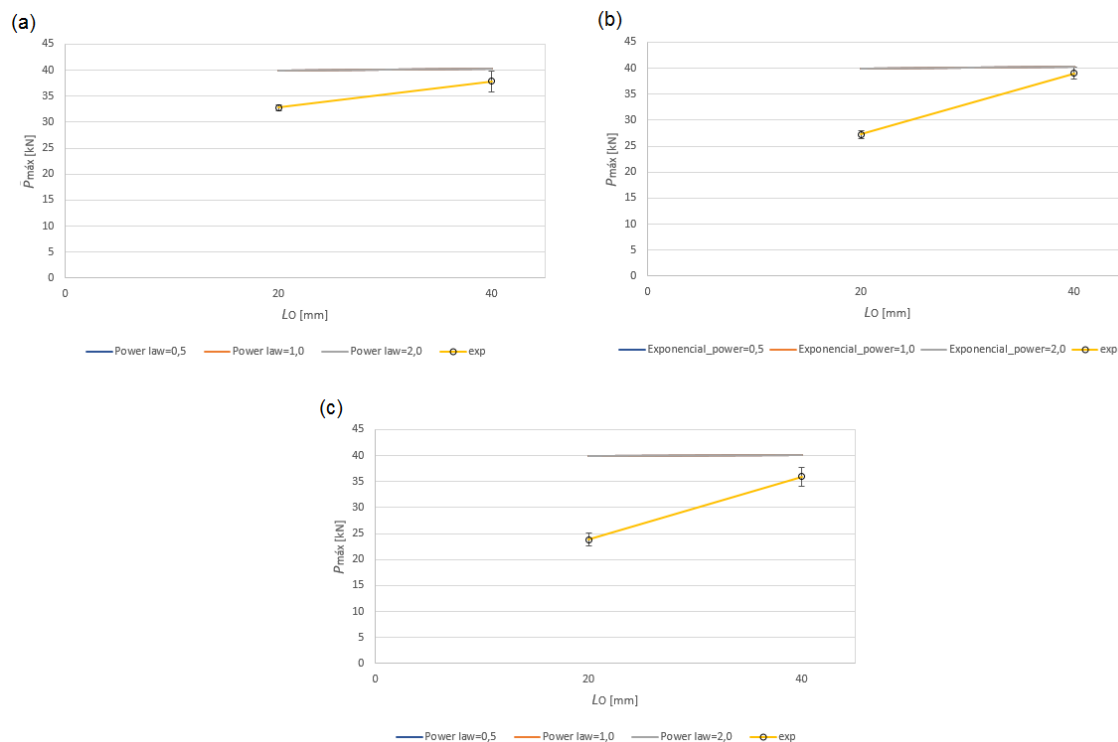 (a)
45
40
35
30
25
20
15
10
5
0
Pmáx [kN]
0 20 40
LO [mm]
Power law=0,5 Power law=1,0 Power law=2,0 exp
(b)
45
40
35
30
25
20
15
10
5
0
Pmáx [kN]
0 20 40
LO [mm]
Exponencial_power=0,5 Exponencial_power=1,0 Exponencial_power=2,0 exp
(c)
45
40
35
30
25
20
15
10
5
0
Pmáx [kN]
0 20 40
LO [mm]
Power law=0,5 Power law=1,0 Power law=2,0 exp